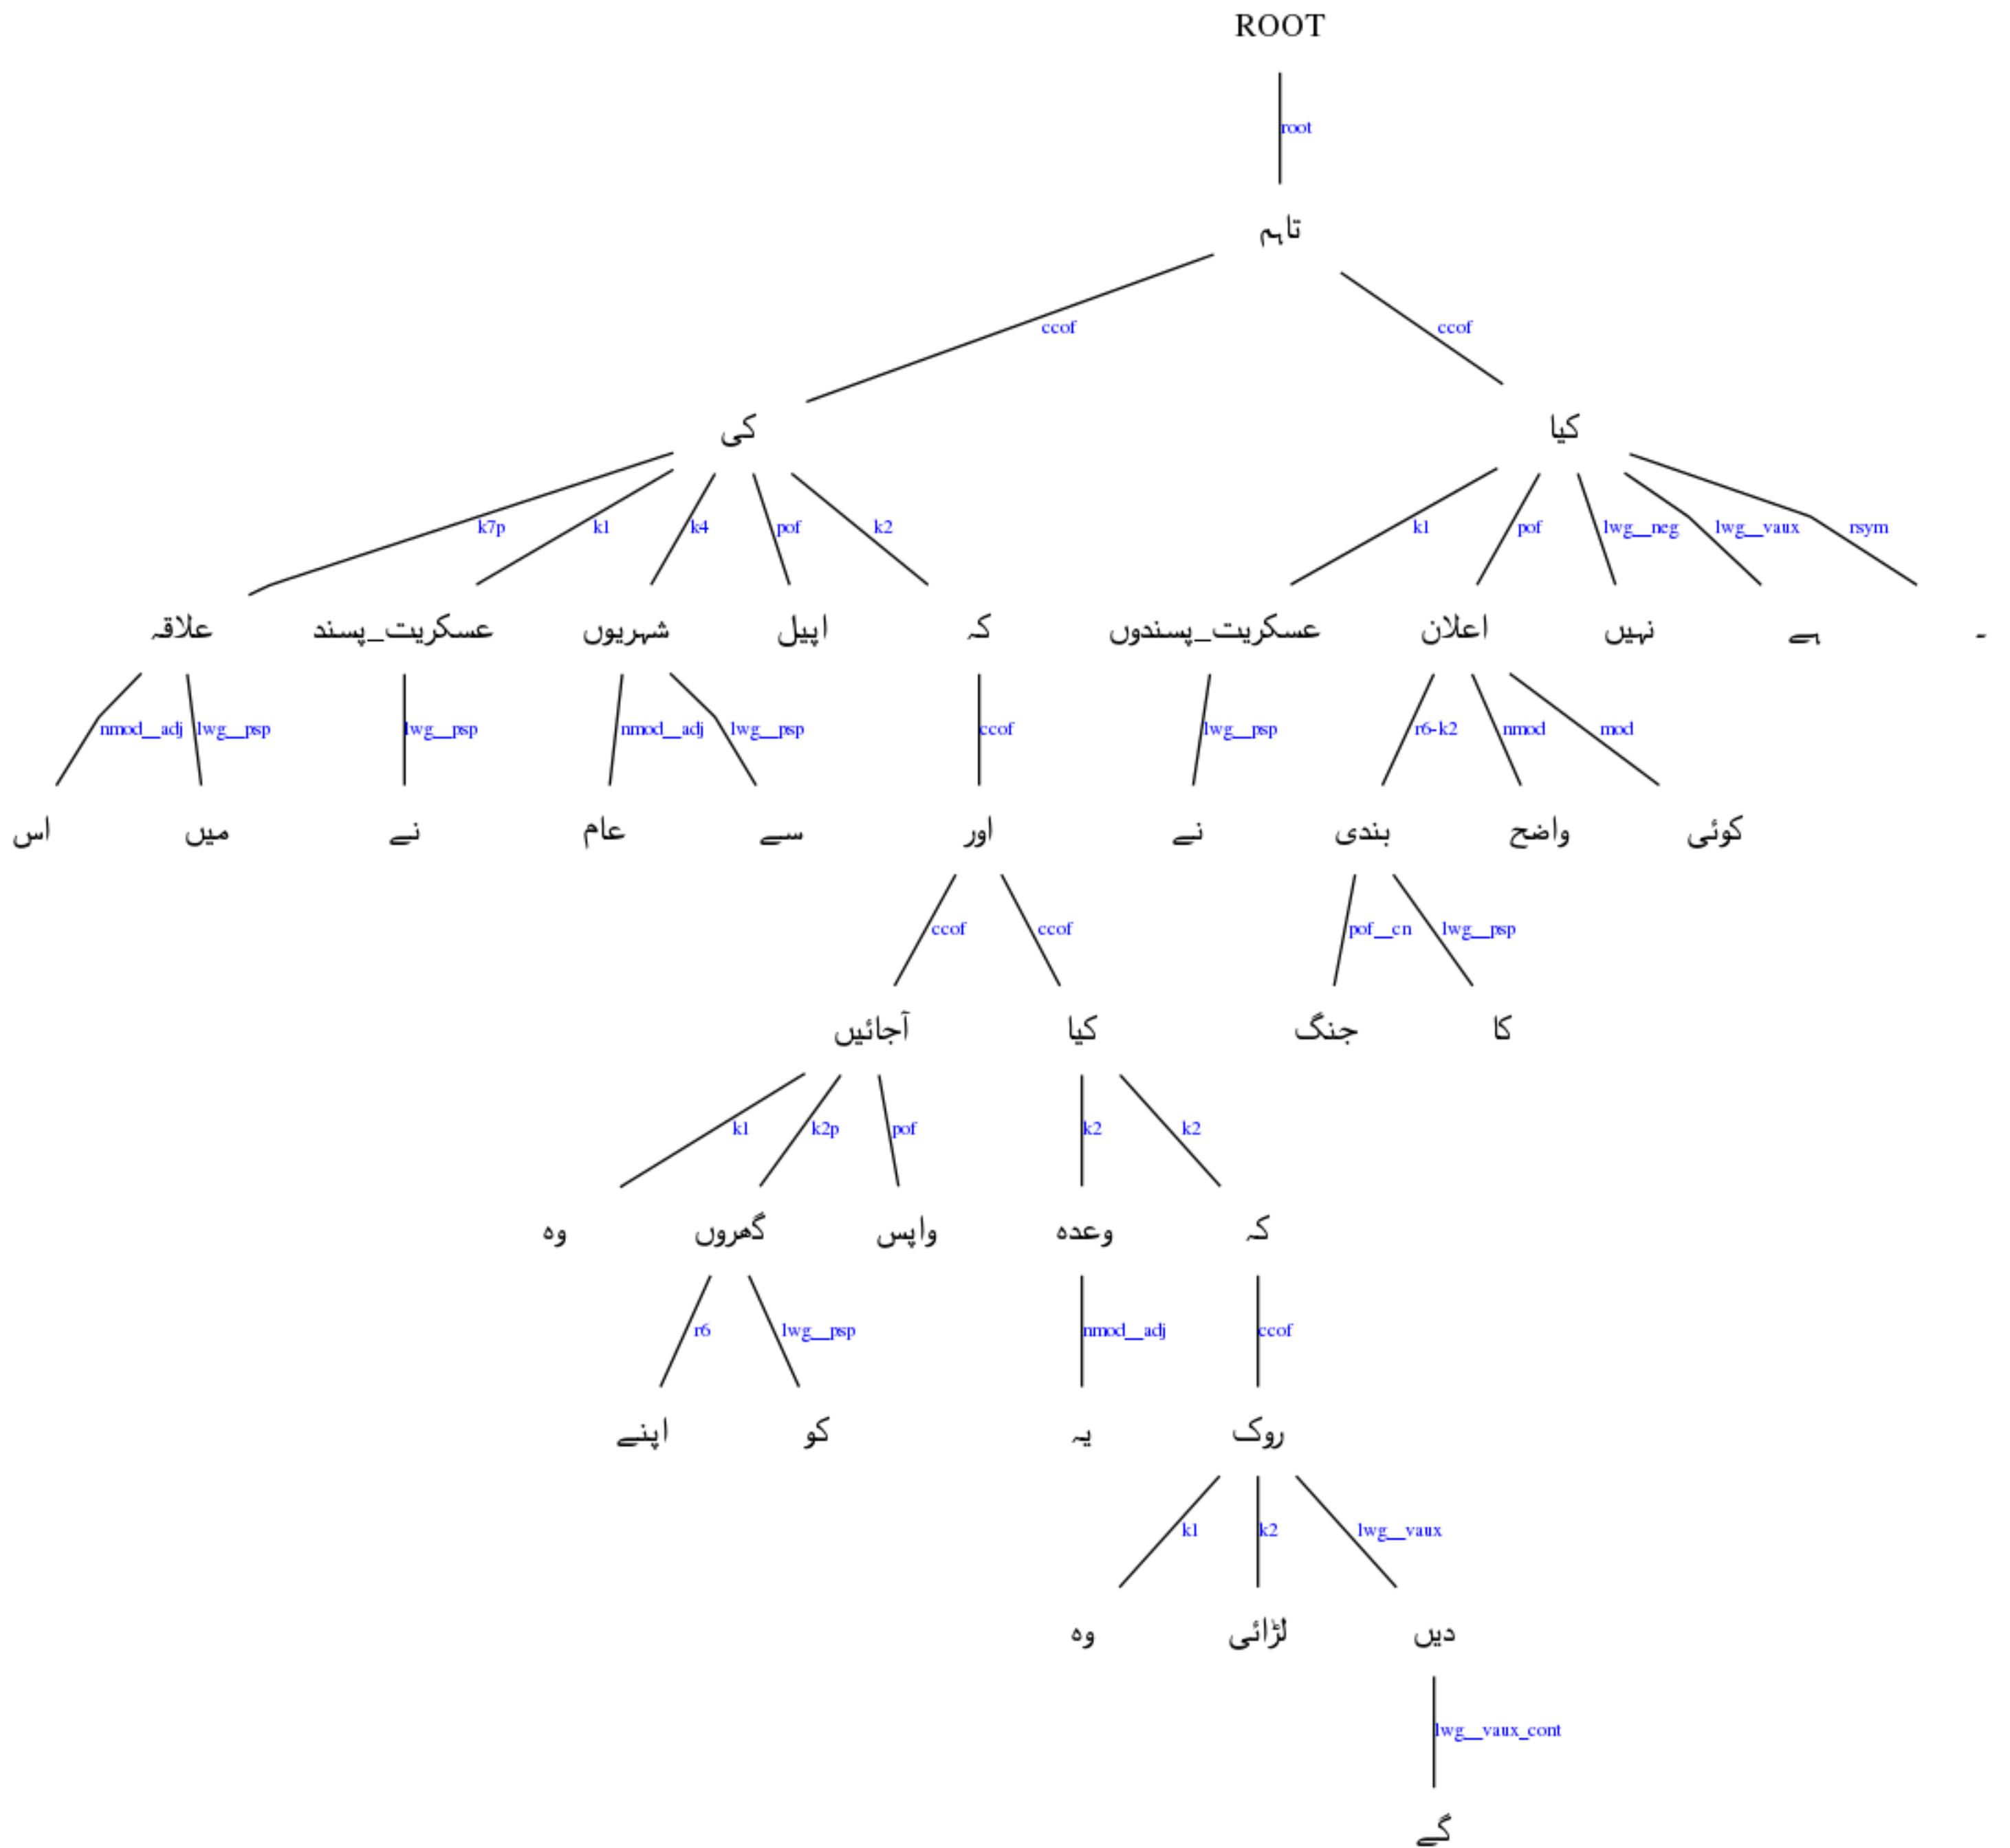 ROOT
root
تاہم
ccof ccof
کی کیا
k7p k1 k4 pof k2 k1 pof lwg__neg lwg__vaux rsym
علاقہ عسکریت_پسند شہریوں اپیل کہ عسکریت_پسندوں اعلان نہیں ہے ۔
nmod__adj lwg__psp lwg__psp nmod__adj lwg__psp ccof lwg__psp r6-k2 nmod mod
اس میں نے عام سے اور نے بندی واضح کوئی
ccof ccof pof__cn lwg__psp
آجائیں کیا جنگ کا
k1 k2p pof k2 k2
وہ گھروں واپس وعدہ کہ
r6 lwg__psp nmod__adj ccof
اپنے کو یہ روک
k1 k2 lwg__vaux
وہ لڑائی دیں
lwg__vaux_cont
گے